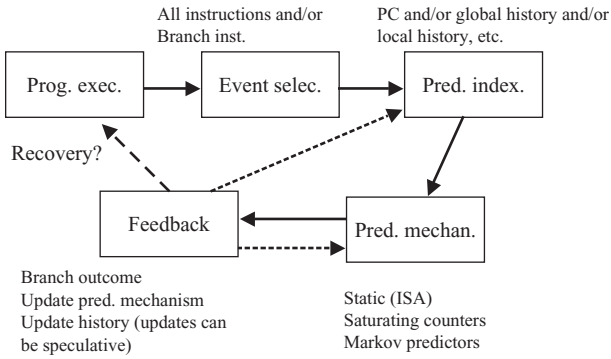 All instructions and/or
Branch inst.
PC and/or global history and/or
local history, etc.
Prog. exec.
Event selec.
Pred. index.
Recovery?
Feedback
Pred. mechan.
Branch outcome
Update pred. mechanism
Update history (updates can
be speculative)
Static (ISA)
Saturating counters
Markov predictors